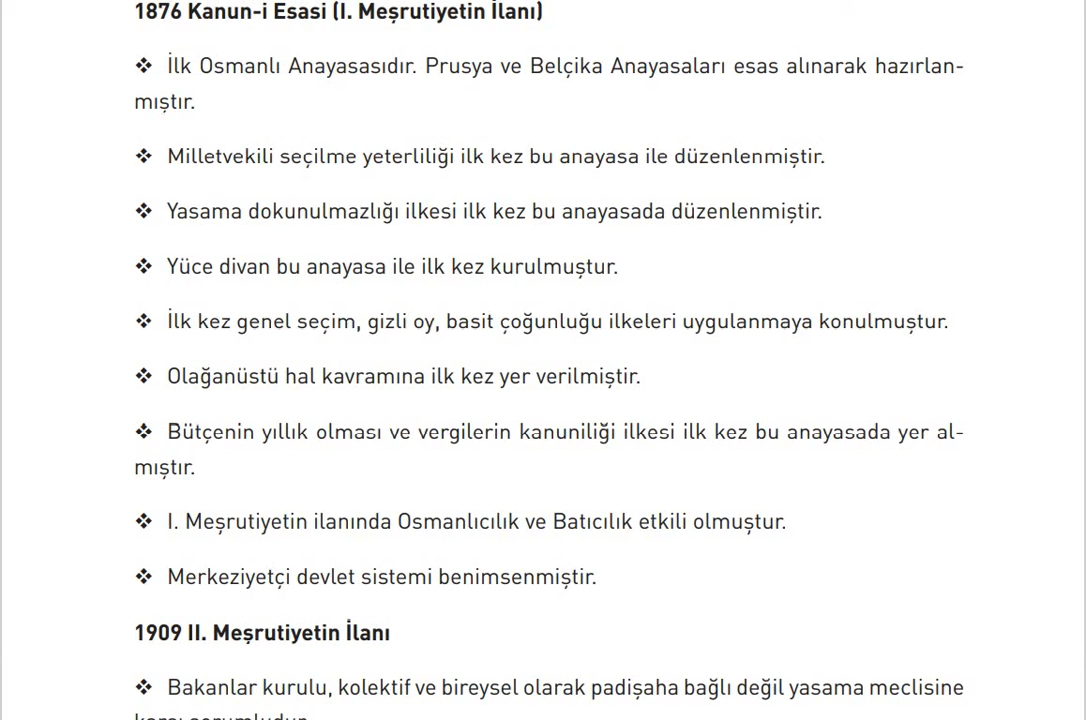 1876 Kanun-i Esasi (I. Meşrutiyetin İlanı)
❖ İlk Osmanlı Anayasasıdır. Prusya ve Belçika Anayasaları esas alınarak hazırlan-
mıştır.
❖ Milletvekili seçilme yeterliliği ilk kez bu anayasa ile düzenlenmiştir.
❖ Yasama dokunulmazlığı ilkesi ilk kez bu anayasada düzenlenmiştir.
❖ Yüce divan bu anayasa ile ilk kez kurulmuştur.
❖ İlk kez genel seçim, gizli oy, basit çoğunluğu ilkeleri uygulanmaya konulmuştur.
❖ Olağanüstü hal kavramına ilk kez yer verilmiştir.
❖ Bütçenin yıllık olması ve vergilerin kanuniliği ilkesi ilk kez bu anayasada yer al-
mıştır.
❖ I. Meşrutiyetin ilanında Osmanlıcılık ve Batıcılık etkili olmuştur.
❖ Merkeziyetçi devlet sistemi benimsenmiştir.
1909 II. Meşrutiyetin İlanı
❖ Bakanlar kurulu, kolektif ve bireysel olarak padişaha bağlı değil yasama meclisine